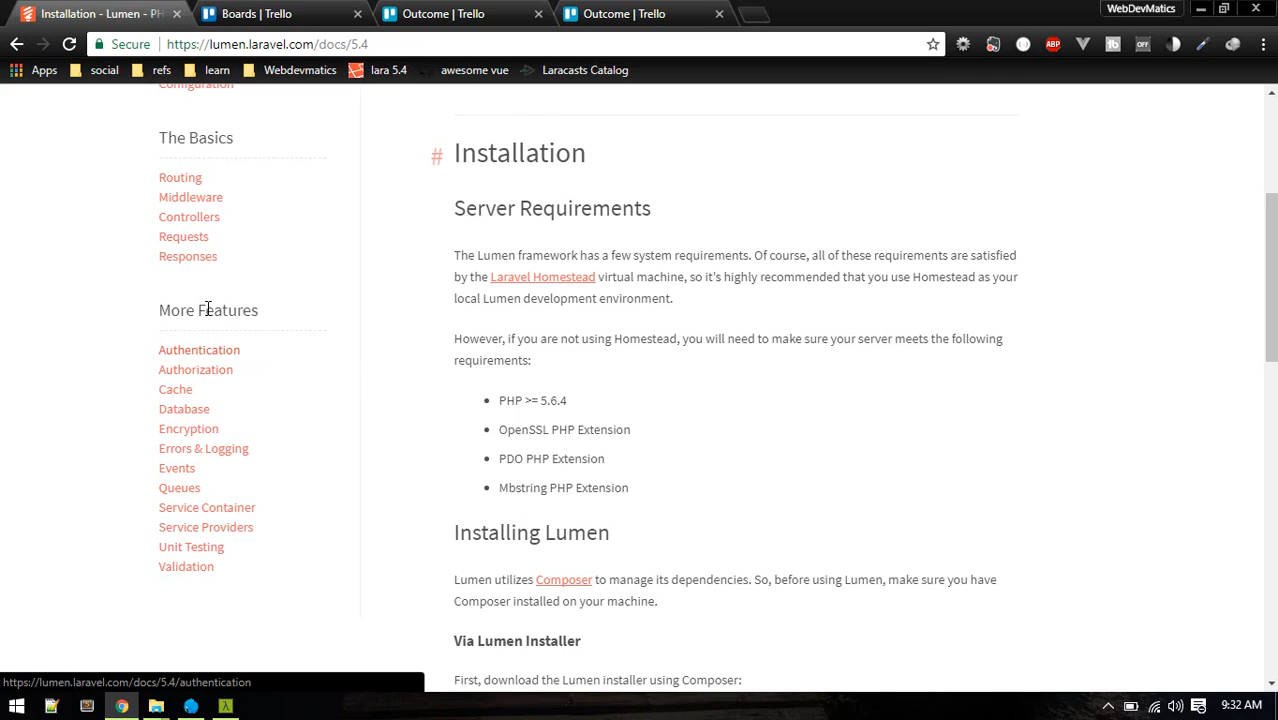 Installation - Lumen - PH
Boards | Trello
Outcome | Trello
Outcome | Trello
WebDevMatics
Secure
https://lumen.laravel.com/docs/5.4
ABP
OFF
Apps
social
refs
learn
Webdevmatics
lara 5.4
awesome vue
Laracasts Catalog
Configuration
The Basics
Routing
Middleware
Controllers
Requests
Responses
More Features
Authentication
Authorization
Cache
Database
Encryption
Errors & Logging
Events
Queues
Service Container
Service Providers
Unit Testing
Validation
# Installation
Server Requirements
The Lumen framework has a few system requirements. Of course, all of these requirements are satisfied
by the Laravel Homestead virtual machine, so it's highly recommended that you use Homestead as your
local Lumen development environment.
However, if you are not using Homestead, you will need to make sure your server meets the following
requirements:
PHP >= 5.6.4
OpenSSL PHP Extension
PDO PHP Extension
Mbstring PHP Extension
Installing Lumen
Lumen utilizes Composer to manage its dependencies. So, before using Lumen, make sure you have
Composer installed on your machine.
Via Lumen Installer
First, download the Lumen installer using Composer:
https://lumen.laravel.com/docs/5.4/authentication
9:32 AM